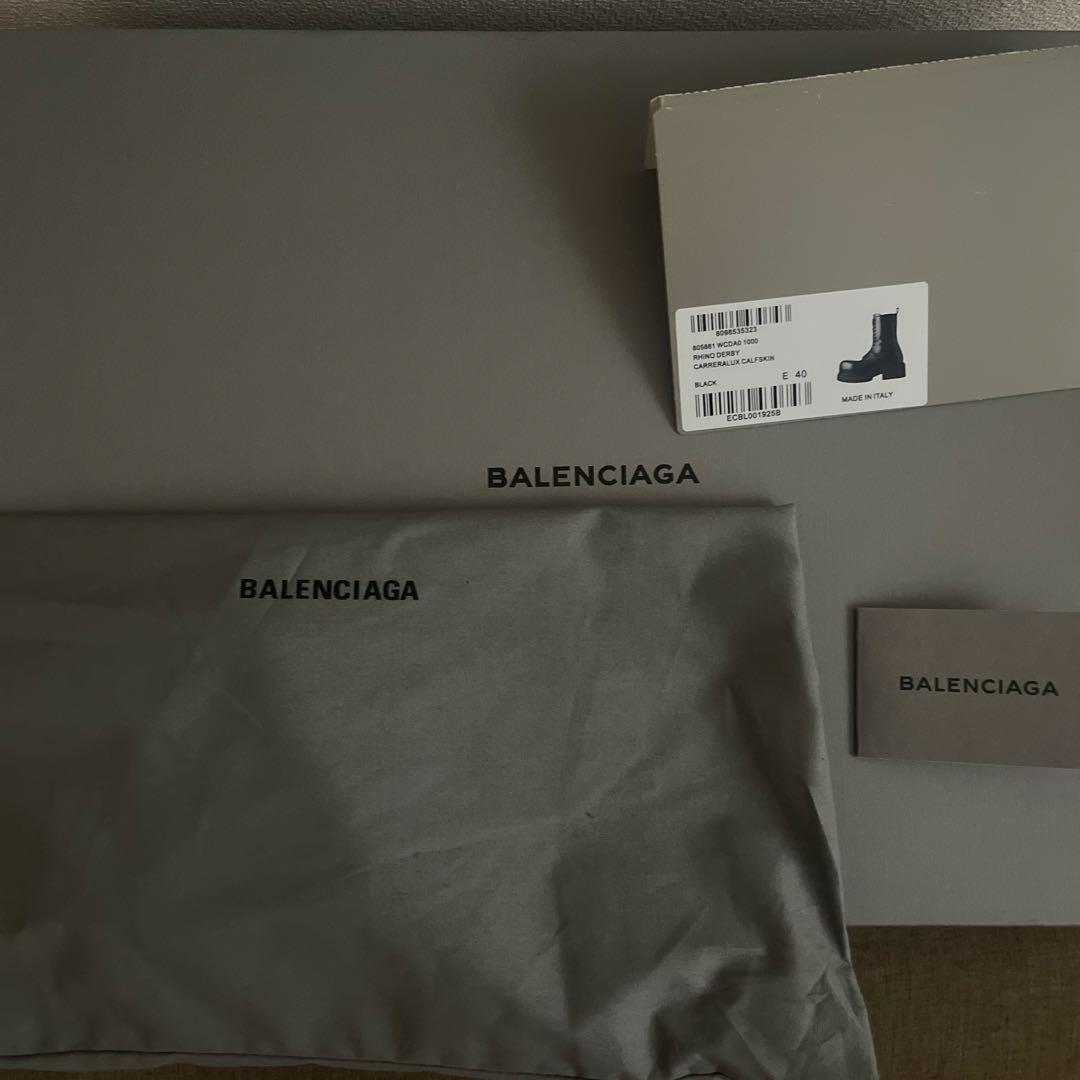 8098535323
805881 WCDA0 1000
RHINO DERBY
CARRERALUX CALFSKIN
BLACK
E 40
ECBL001925B
MADE IN ITALY
BALENCIAGA
BALENCIAGA
BALENCIAGA